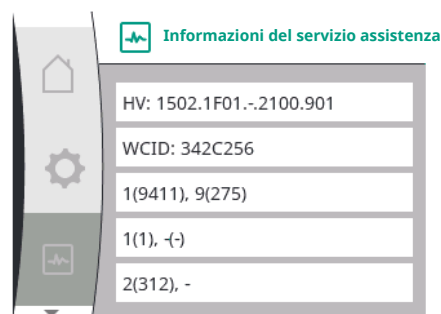 Informazioni del servizio assistenza
HV: 1502.1F01.-.2100.901
WCID: 342C256
1(9411), 9(275)
1(1), -(-)
2(312), -